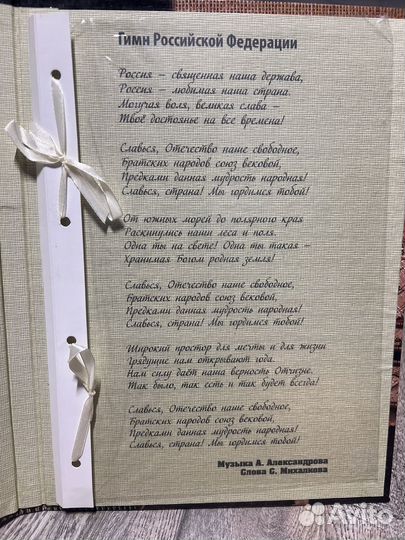 Гимн Российской Федерации
Россия – священная наша держава,
Россия – любимая наша страна.
Могучая воля, великая слава –
Твоё достоянье на все времена!
Славься, Отечество наше свободное,
Братских народов союз вековой,
Предками данная мудрость народная!
Славься, страна! Мы гордимся тобой!
От южных морей до полярного края
Раскинулись наши леса и поля.
Одна ты на свете! Одна ты такая –
Хранимая Богом родная земля!
Славься, Отечество наше свободное,
Братских народов союз вековой,
Предками данная мудрость народная!
Славься, страна! Мы гордимся тобой!
Широкий простор для мечты и для жизни
Грядущие нам открывают года.
Нам силу даёт наша верность Отчизне.
Так было, так есть и так будет всегда!
Славься, Отечество наше свободное,
Братских народов союз вековой,
Предками данная мудрость народная!
Славься, страна! Мы гордимся тобой!
Музыка А. Александрова
Слова С. Михалкова
Avito